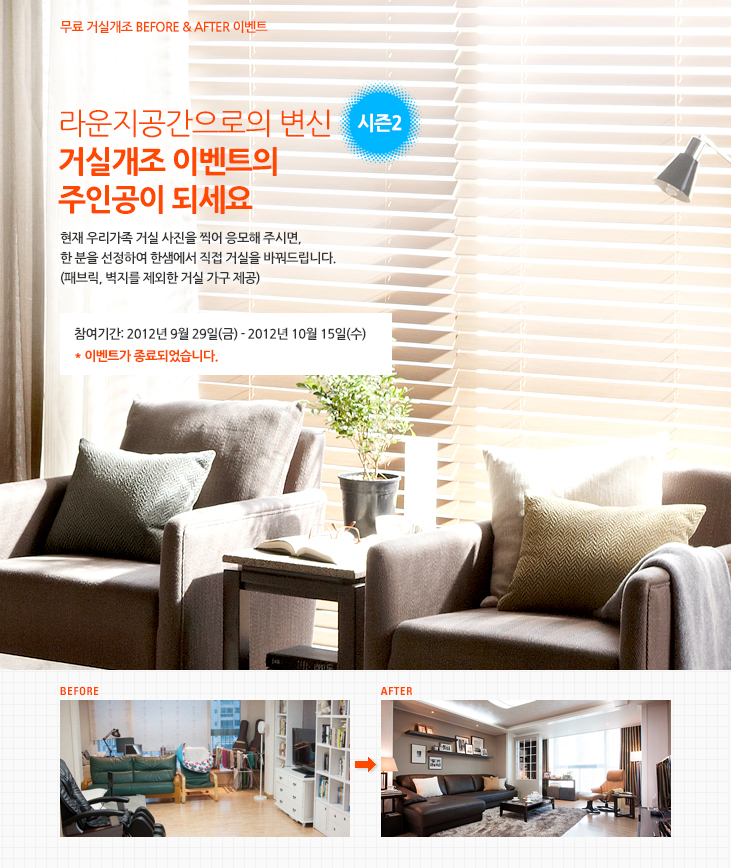 무료 거실개조 BEFORE & AFTER 이벤트
라운지공간으로의 변신
시즌2
거실개조 이벤트의
주인공이 되세요
현재 우리가족 거실 사진을 찍어 응모해 주시면,
한 분을 선정하여 한샘에서 직접 거실을 바꿔드립니다.
(패브릭, 벽지를 제외한 거실 가구 제공)
참여기간: 2012년 9월 29일(금) - 2012년 10월 15일(수)
* 이벤트가 종료되었습니다.
BEFORE
AFTER